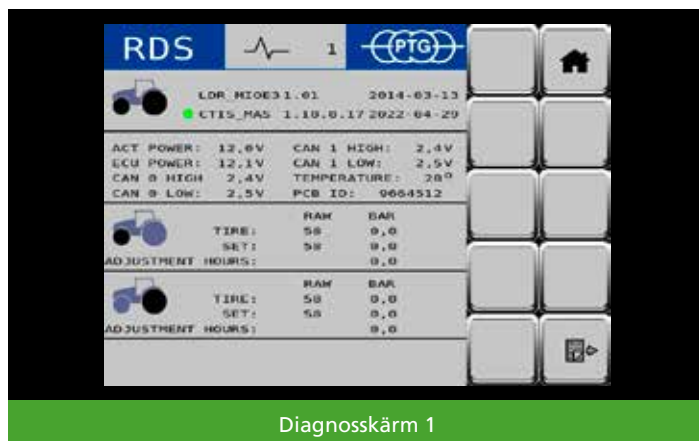 RDS 1 PTG
LDR_MIOE3 1.01 2014-03-13
CTIS_MAS 1.10.0.17 2022-04-29
ACT POWER: 12,0V CAN 1 HIGH: 2,4V
ECU POWER: 12,1V CAN 1 LOW: 2,5V
CAN 0 HIGH 2,4V TEMPERATURE: 28°
CAN 0 LOW: 2,5V PCB ID: 9664512
RAW BAR
TIRE: 58 0,0
SET: 58 0,0
ADJUSTMENT HOURS: 0,0
RAW BAR
TIRE: 58 0,0
SET: 58 0,0
ADJUSTMENT HOURS: 0,0
Diagnosskärm 1